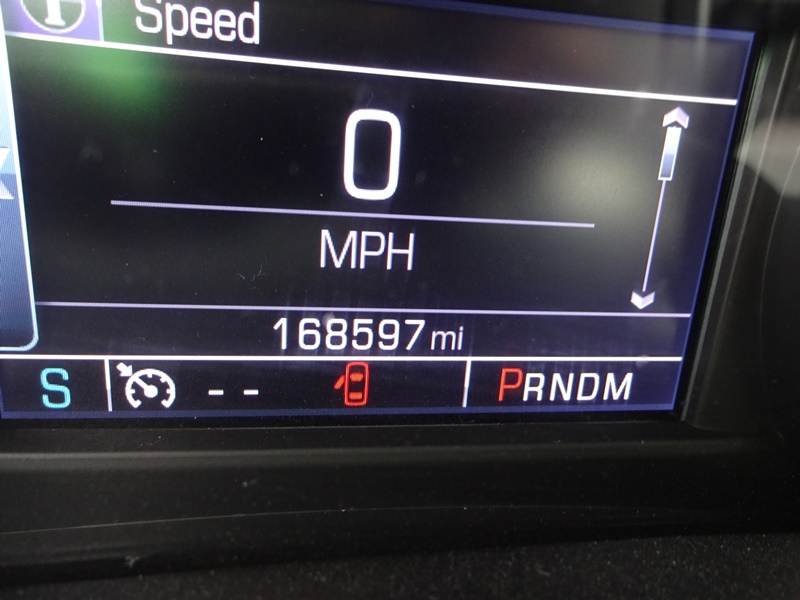 Speed
0
MPH
168597 mi
S -- PRNDM